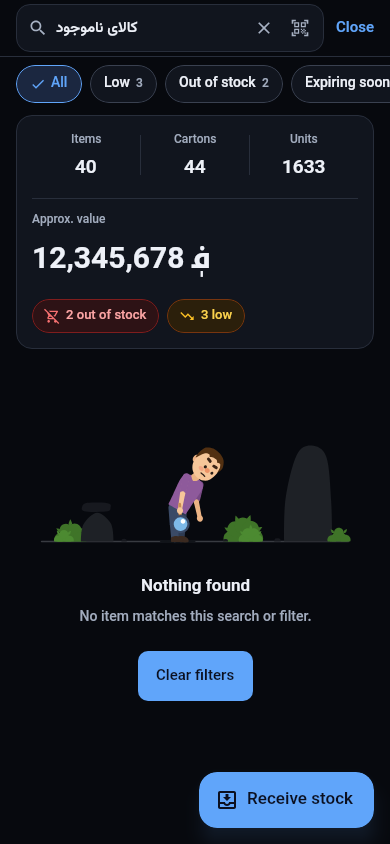 کالای ناموجود
Close
All
Low 3
Out of stock 2
Expiring soon
Items
Cartons
Units
40
44
1633
Approx. value
12,345,678 ؋
2 out of stock
3 low
Nothing found
No item matches this search or filter.
Clear filters
Receive stock